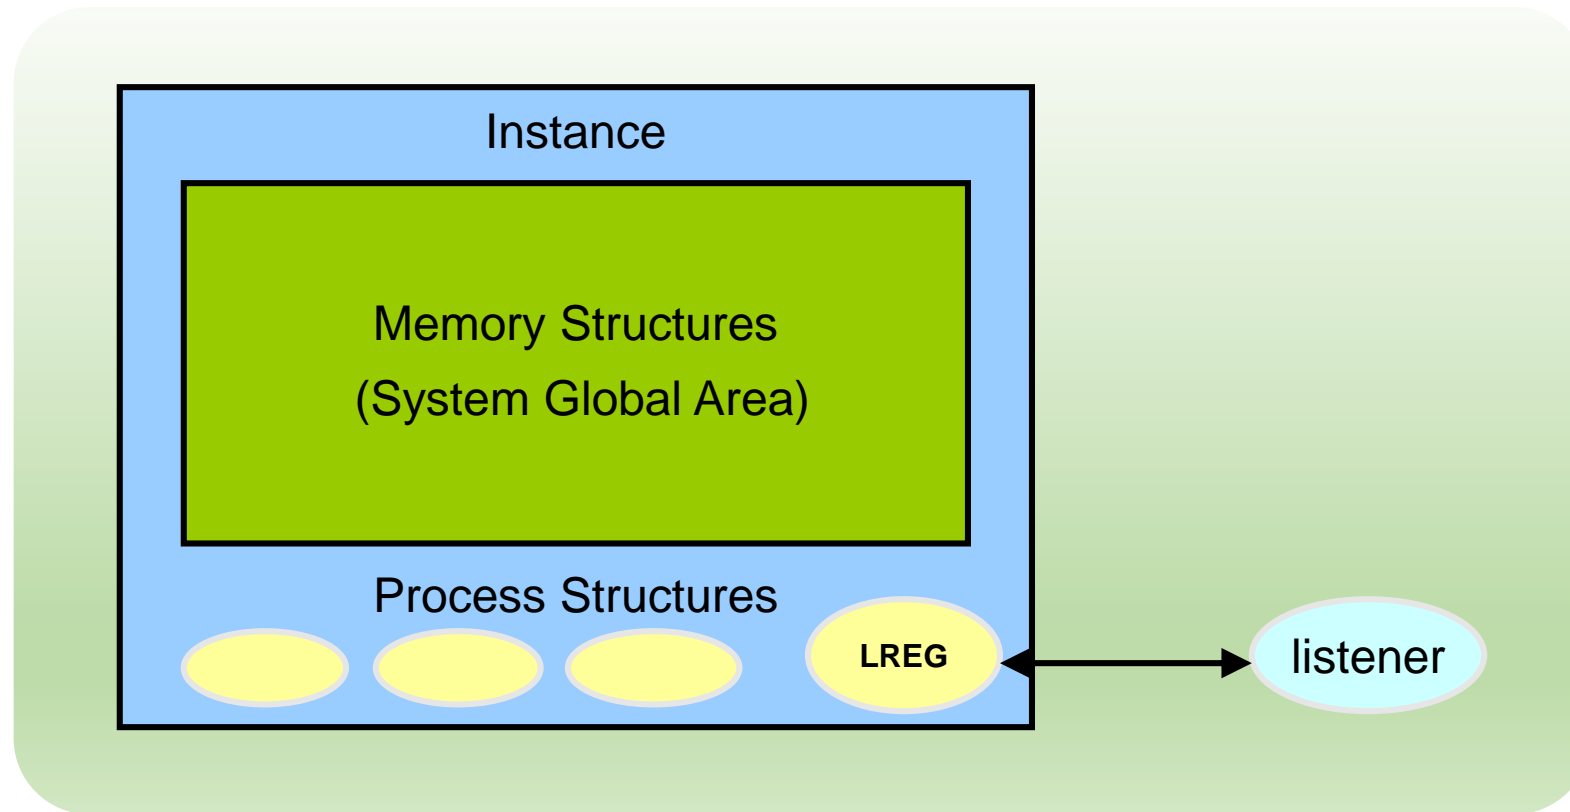 Instance
Memory Structures
(System Global Area)
Process Structures
LREG
listener